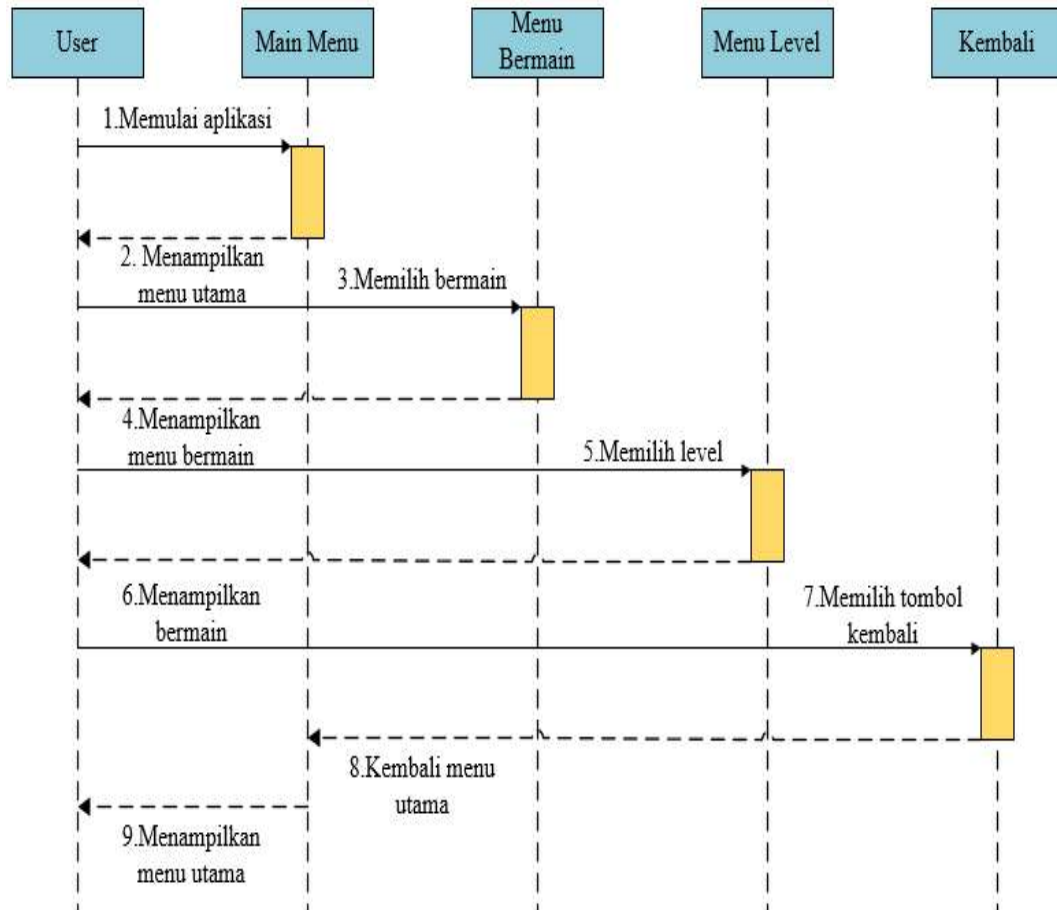 User
Main Menu
Menu
Bermain
Menu Level
Kembali
1.Memulai aplikasi
2. Menampilkan
menu utama
3.Memilih bermain
4.Menampilkan
menu bermain
5.Memilih level
6.Menampilkan
bermain
7.Memilih tombol
kembali
8.Kembali menu
utama
9.Menampilkan
menu utama